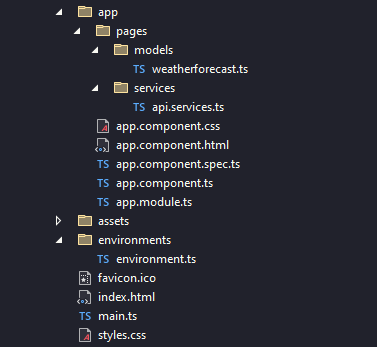 app
pages
models
TS weatherforecast.ts
services
TS api.services.ts
app.component.css
app.component.html
TS app.component.spec.ts
TS app.component.ts
TS app.module.ts
assets
environments
TS environment.ts
favicon.ico
index.html
TS main.ts
styles.css